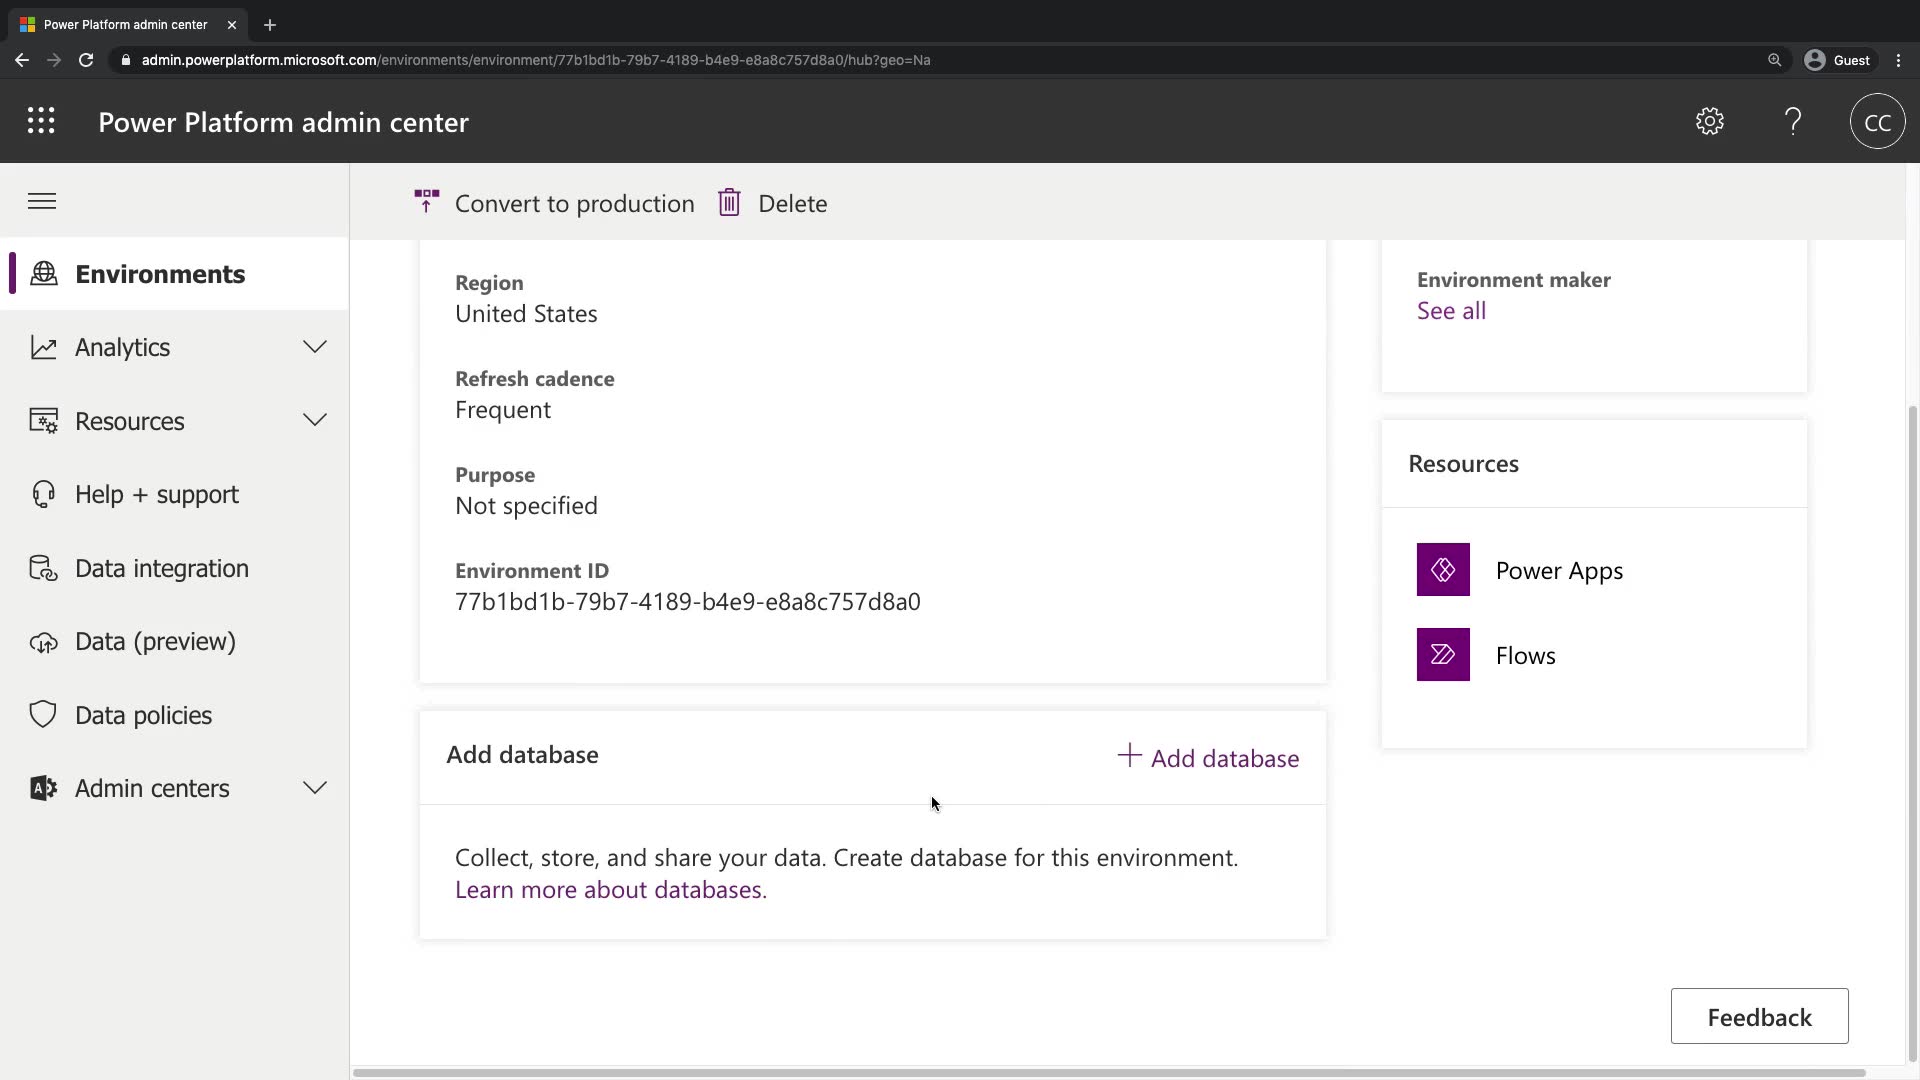 Power Platform admin center
admin.powerplatform.microsoft.com/environments/environment/77b1bd1b-79b7-4189-b4e9-e8a8c757d8a0/hub?geo=Na
Guest
Power Platform admin center
?
CC
Convert to production
Delete
Environments
Analytics
Resources
Help + support
Data integration
Data (preview)
Data policies
Admin centers
Region
United States
Refresh cadence
Frequent
Purpose
Not specified
Environment ID
77b1bd1b-79b7-4189-b4e9-e8a8c757d8a0
Add database
+ Add database
Collect, store, and share your data. Create database for this environment.
Learn more about databases.
Environment maker
See all
Resources
Power Apps
Flows
Feedback